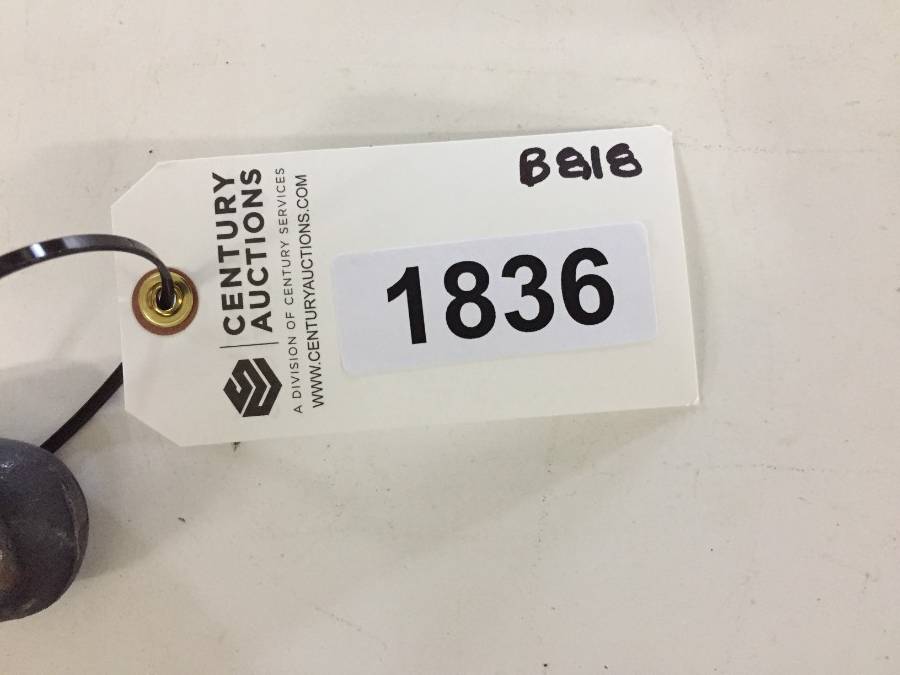 B818
CENTURY
AUCTIONS
A DIVISION OF CENTURY SERVICES
WWW.CENTURYAUCTIONS.COM
1836